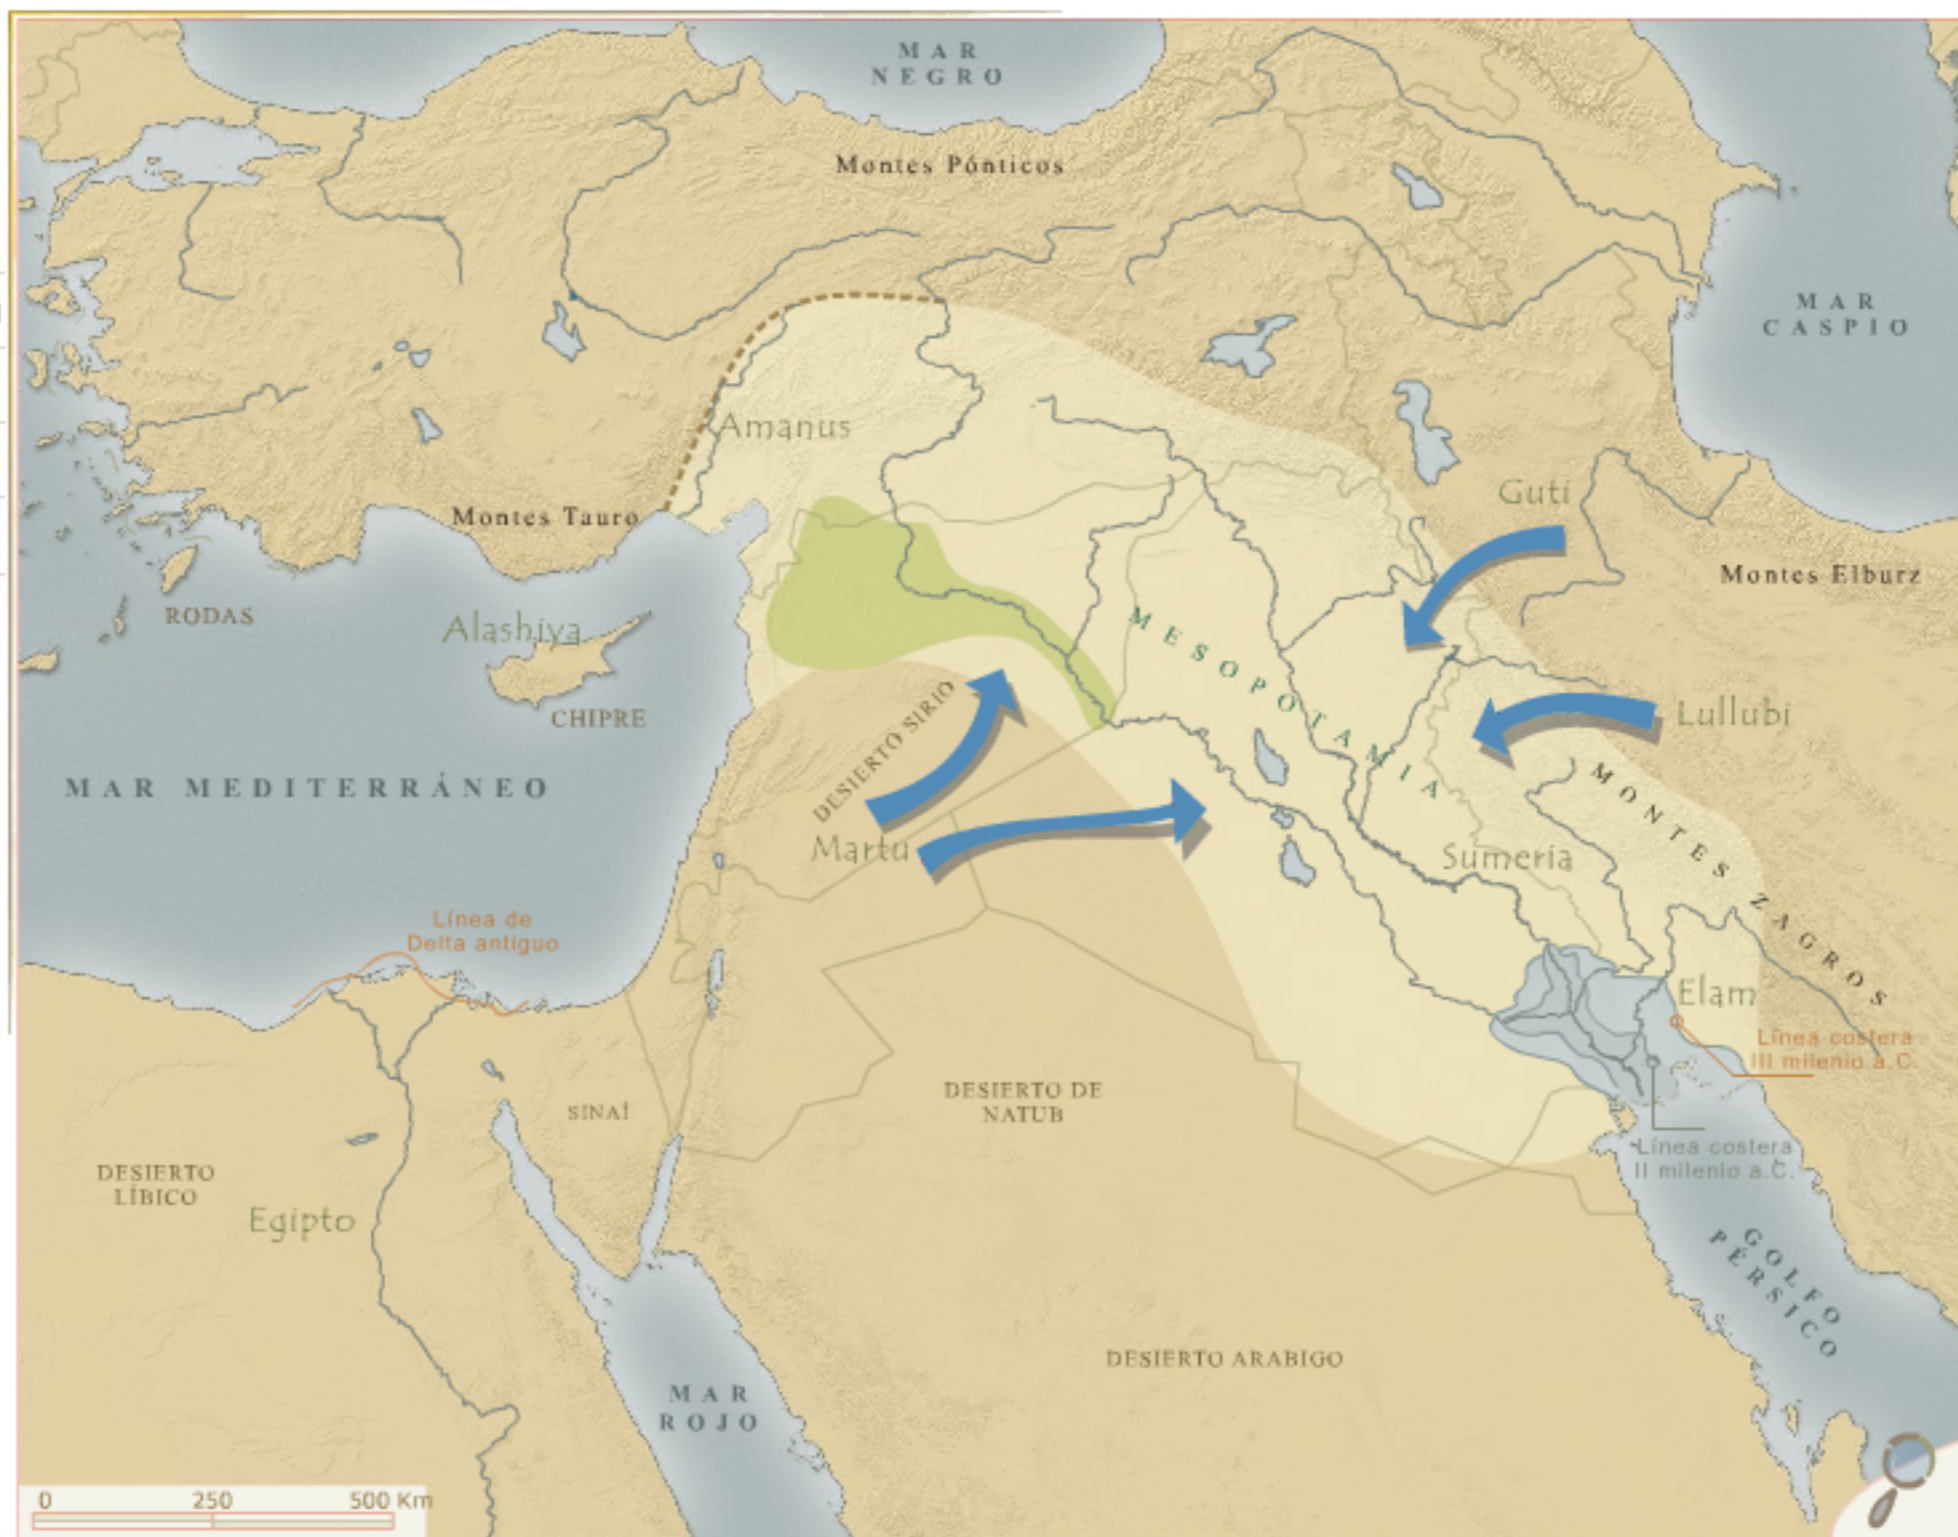 MAR
NEGRO
Montes Pónticos
MAR
CASPIO
Amanus
Guti
Montes Tauro
Montes Elburz
RODAS
Alashiya
MESOPOTAMIA
DESIERTO SIRIO
CHIPRE
Lullubi
MAR MEDITERRÁNEO
MONTES ZAGROS
Martu
Sumeria
Línea de
Delta antiguo
Elam
Línea costera
III milenio a.C.
DESIERTO DE
NATUB
SINAÍ
Línea costera
II milenio a.C.
DESIERTO
LÍBICO
Egipto
GOLFO
PÉRSICO
DESIERTO ARABIGO
MAR
ROJO
0 250 500 Km